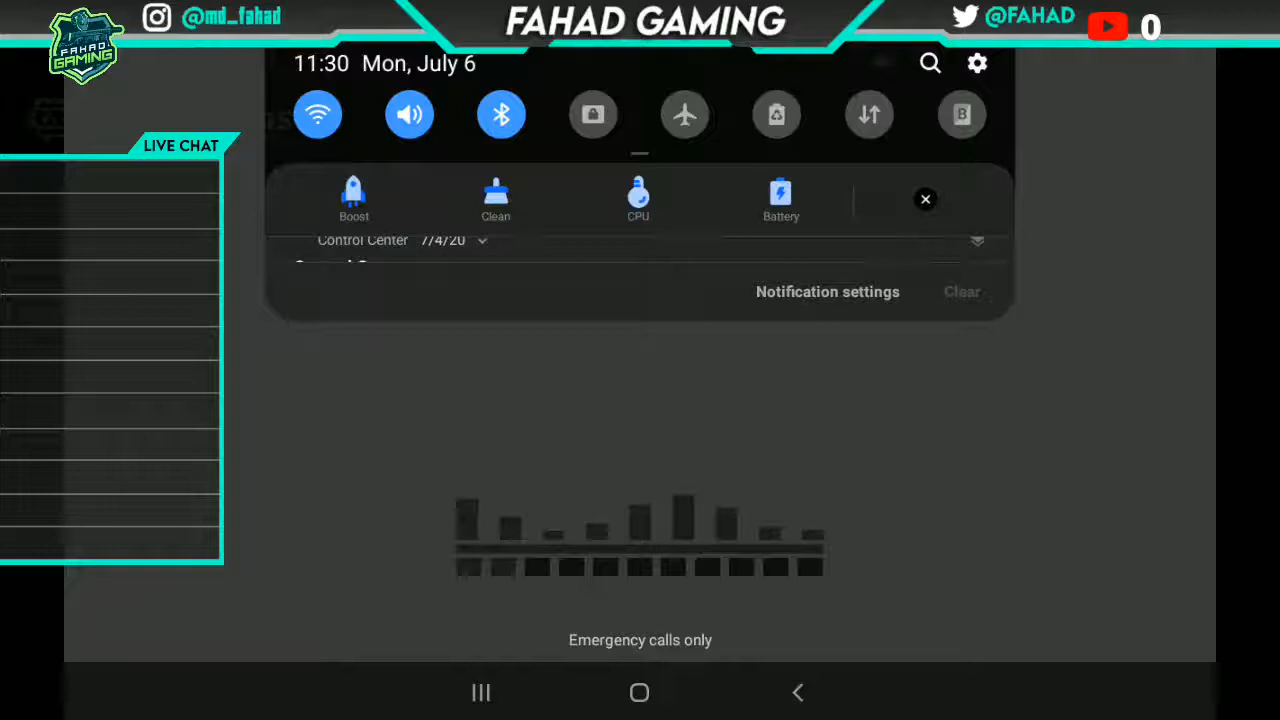 @md_fahad
FAHAD GAMING
@FAHAD
0
FAHAD
GAMING
11:30 Mon, July 6
LIVE CHAT
Boost
Clean
CPU
Battery
Control Center 7/4/20
Notification settings
Clear
Emergency calls only